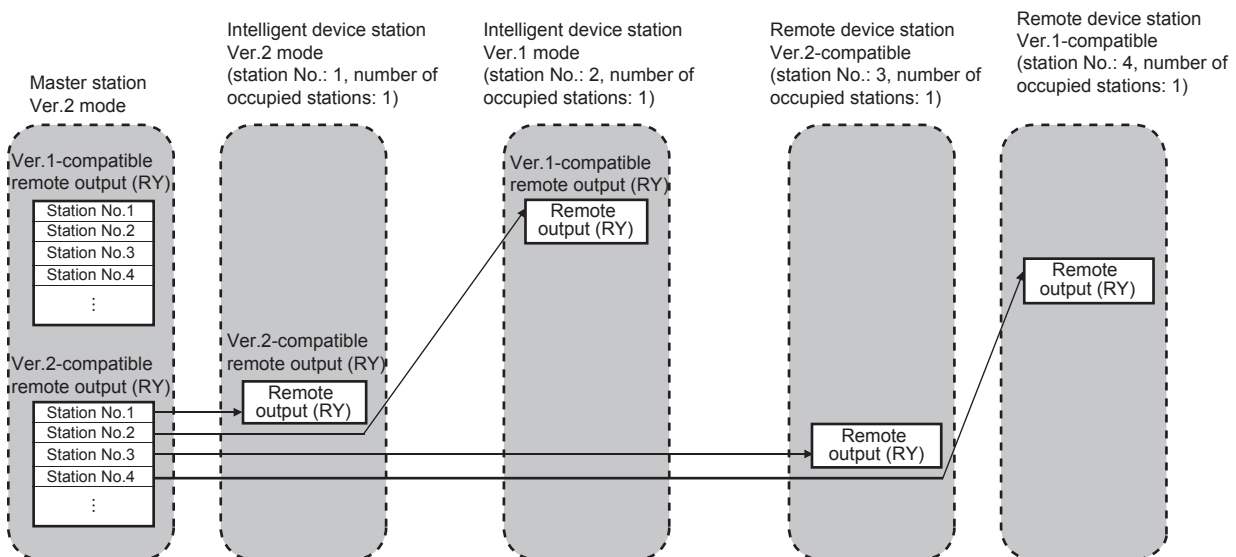 Master station
Ver.2 mode
Intelligent device station
Ver.2 mode
(station No.: 1, number of
occupied stations: 1)
Intelligent device station
Ver.1 mode
(station No.: 2, number of
occupied stations: 1)
Remote device station
Ver.2-compatible
(station No.: 3, number of
occupied stations: 1)
Remote device station
Ver.1-compatible
(station No.: 4, number of
occupied stations: 1)
Ver.1-compatible
remote output (RY)
Station No.1
Station No.2
Station No.3
Station No.4
⋮
Ver.2-compatible
remote output (RY)
Station No.1
Station No.2
Station No.3
Station No.4
⋮
Ver.2-compatible
remote output (RY)
Remote
output (RY)
Ver.1-compatible
remote output (RY)
Remote
output (RY)
Remote
output (RY)
Remote
output (RY)